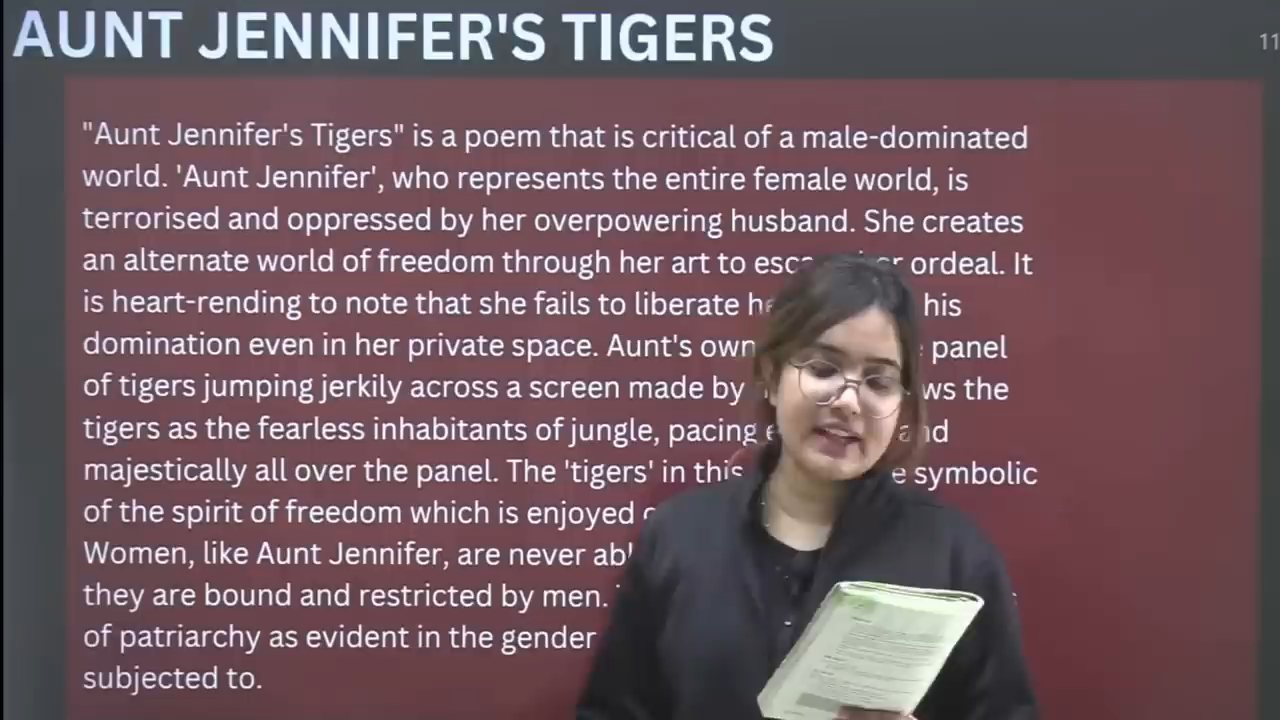 AUNT JENNIFER'S TIGERS
11
"Aunt Jennifer's Tigers" is a poem that is critical of a male-dominated
world. 'Aunt Jennifer', who represents the entire female world, is
terrorised and oppressed by her overpowering husband. She creates
an alternate world of freedom through her art to ordeal. It
is heart-rending to note that she fails to liberate his
domination even in her private space. Aunt's own panel
of tigers jumping jerkily across a screen made by the
tigers as the fearless inhabitants of jungle, pacing
majestically all over the panel. The 'tigers' in this symbolic
of the spirit of freedom which is enjoyed
Women, like Aunt Jennifer, are never
they are bound and restricted by men.
of patriarchy as evident in the gender
subjected to.